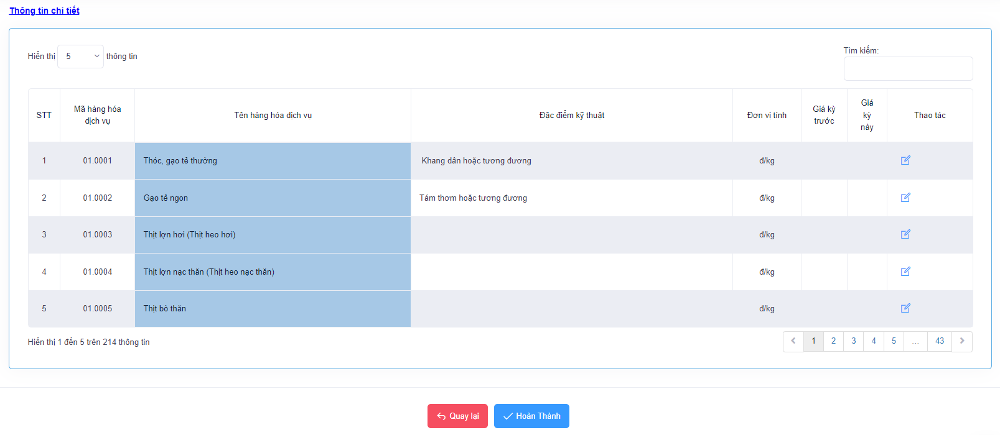 Thông tin chi tiết
Hiển thị 5 thông tin
Tìm kiếm:
STT Mã hàng hóa dịch vụ Tên hàng hóa dịch vụ Đặc điểm kỹ thuật Đơn vị tính Giá kỳ trước Giá kỳ này Thao tác
1 01.0001 Thóc, gạo tẻ thường Khang dân hoặc tương đương đ/kg
2 01.0002 Gạo tẻ ngon Tám thơm hoặc tương đương đ/kg
3 01.0003 Thịt lợn hơi (Thịt heo hơi) đ/kg
4 01.0004 Thịt lợn nạc thăn (Thịt heo nạc thăn) đ/kg
5 01.0005 Thịt bò thăn đ/kg
Hiển thị 1 đến 5 trên 214 thông tin
1 2 3 4 5 ... 43
Quay lại Hoàn Thành